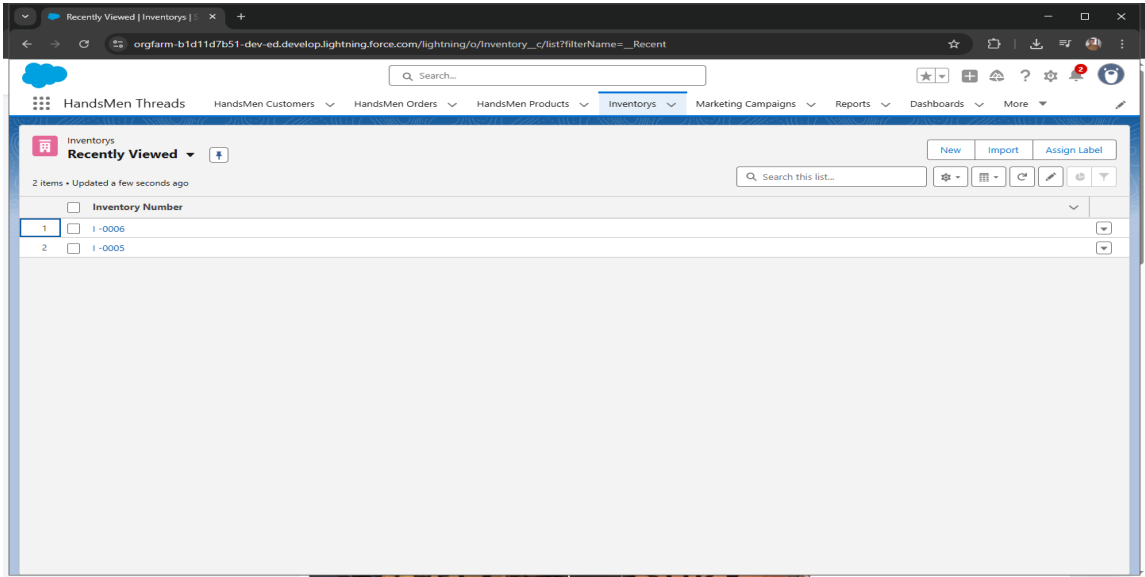 Recently Viewed | Inventorys | S
orgfarm-b1d11d7b51-dev-ed.develop.lightning.force.com/lightning/o/Inventory__c/list?filterName=__Recent
Search...
2
HandsMen Threads HandsMen Customers HandsMen Orders HandsMen Products Inventorys Marketing Campaigns Reports Dashboards More
Inventorys
Recently Viewed
New Import Assign Label
2 items • Updated a few seconds ago
Search this list...
Inventory Number
1 I -0006
2 I -0005